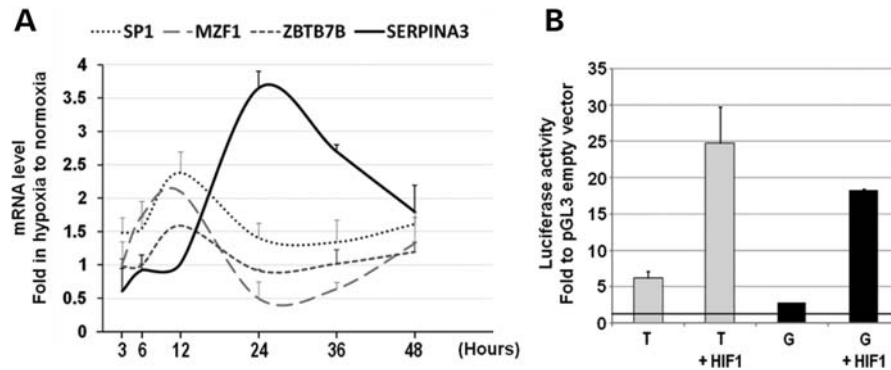 A
SP1 MZF1 ZBTB7B SERPINA3
mRNA level
Fold in hypoxia to normoxia
4
3.5
3
2.5
2
1.5
1
0.5
0
3 6 12 24 36 48 (Hours)
B
Luciferase activity
Fold to pGL3 empty vector
35
30
25
20
15
10
5
0
T T G G
+ HIF1 + HIF1